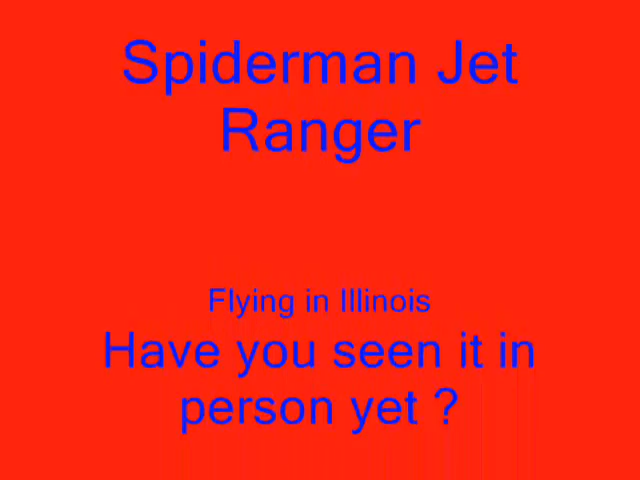 Spiderman Jet
Ranger
Flying in Illinois
Have you seen it in
person yet ?